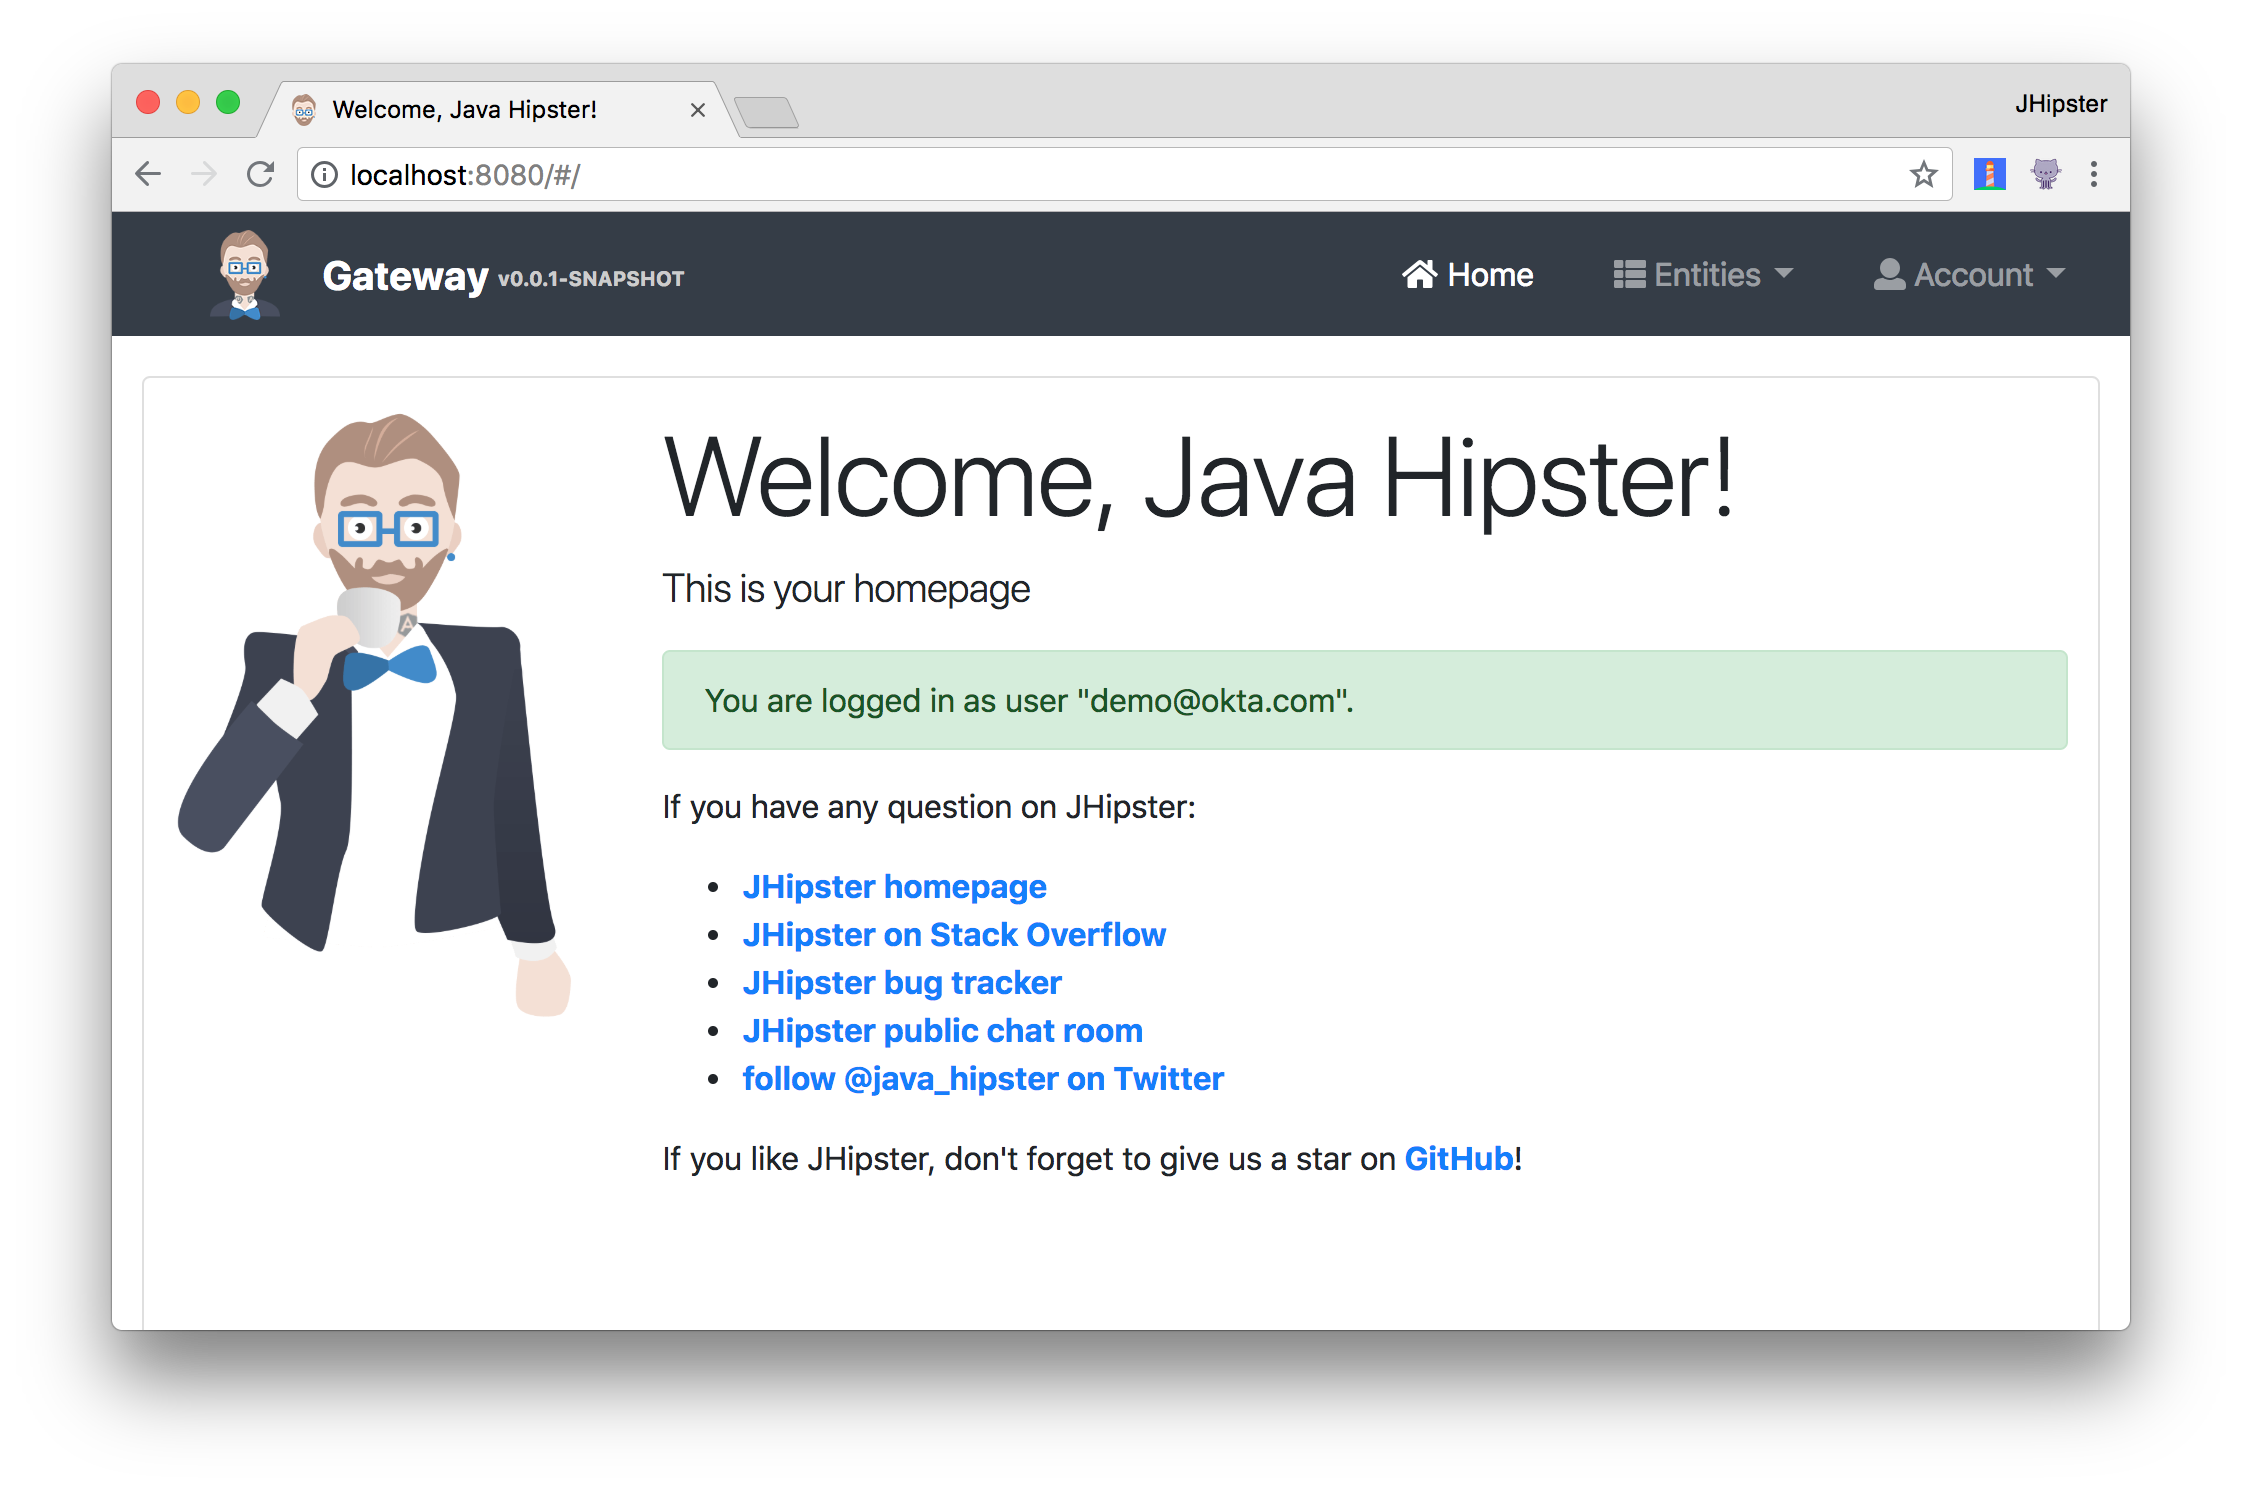 Welcome, Java Hipster!
JHipster
localhost:8080/#/
Gateway v0.0.1-SNAPSHOT
Home
Entities
Account
Welcome, Java Hipster!
This is your homepage
You are logged in as user "demo@okta.com".
If you have any question on JHipster:
JHipster homepage
JHipster on Stack Overflow
JHipster bug tracker
JHipster public chat room
follow @java_hipster on Twitter
If you like JHipster, don't forget to give us a star on GitHub!